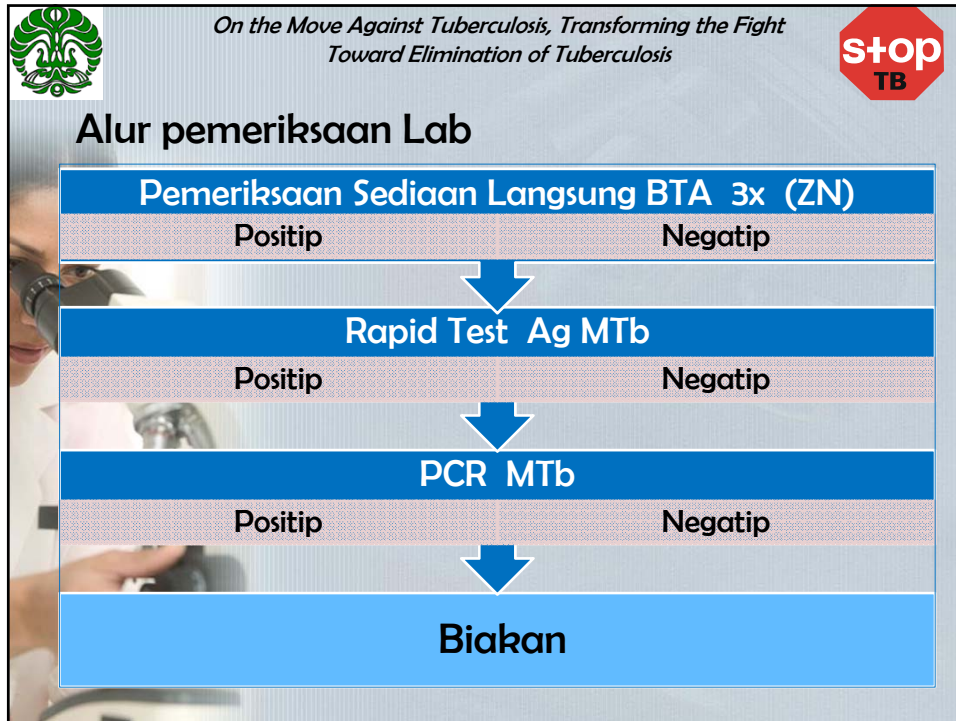 On the Move Against Tuberculosis, Transforming the Fight
Toward Elimination of Tuberculosis
stop
TB
Alur pemeriksaan Lab
Pemeriksaan Sediaan Langsung BTA 3x (ZN)
Positip Negatip
Rapid Test Ag MTb
Positip Negatip
PCR MTb
Positip Negatip
Biakan